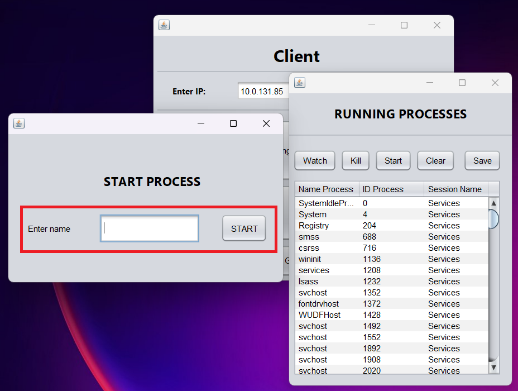 Client
Enter IP: 10.0.131.85
RUNNING PROCESSES
Watch Kill Start Clear Save
Name Process ID Process Session Name
SystemIdlePr... 0 Services
System 4 Services
Registry 204 Services
smss 688 Services
csrss 716 Services
wininit 1136 Services
services 1208 Services
lsass 1232 Services
svchost 1352 Services
fontdrvhost 1372 Services
WUDFHost 1428 Services
svchost 1492 Services
svchost 1552 Services
svchost 1892 Services
svchost 1908 Services
svchost 2020 Services
START PROCESS
Enter name START